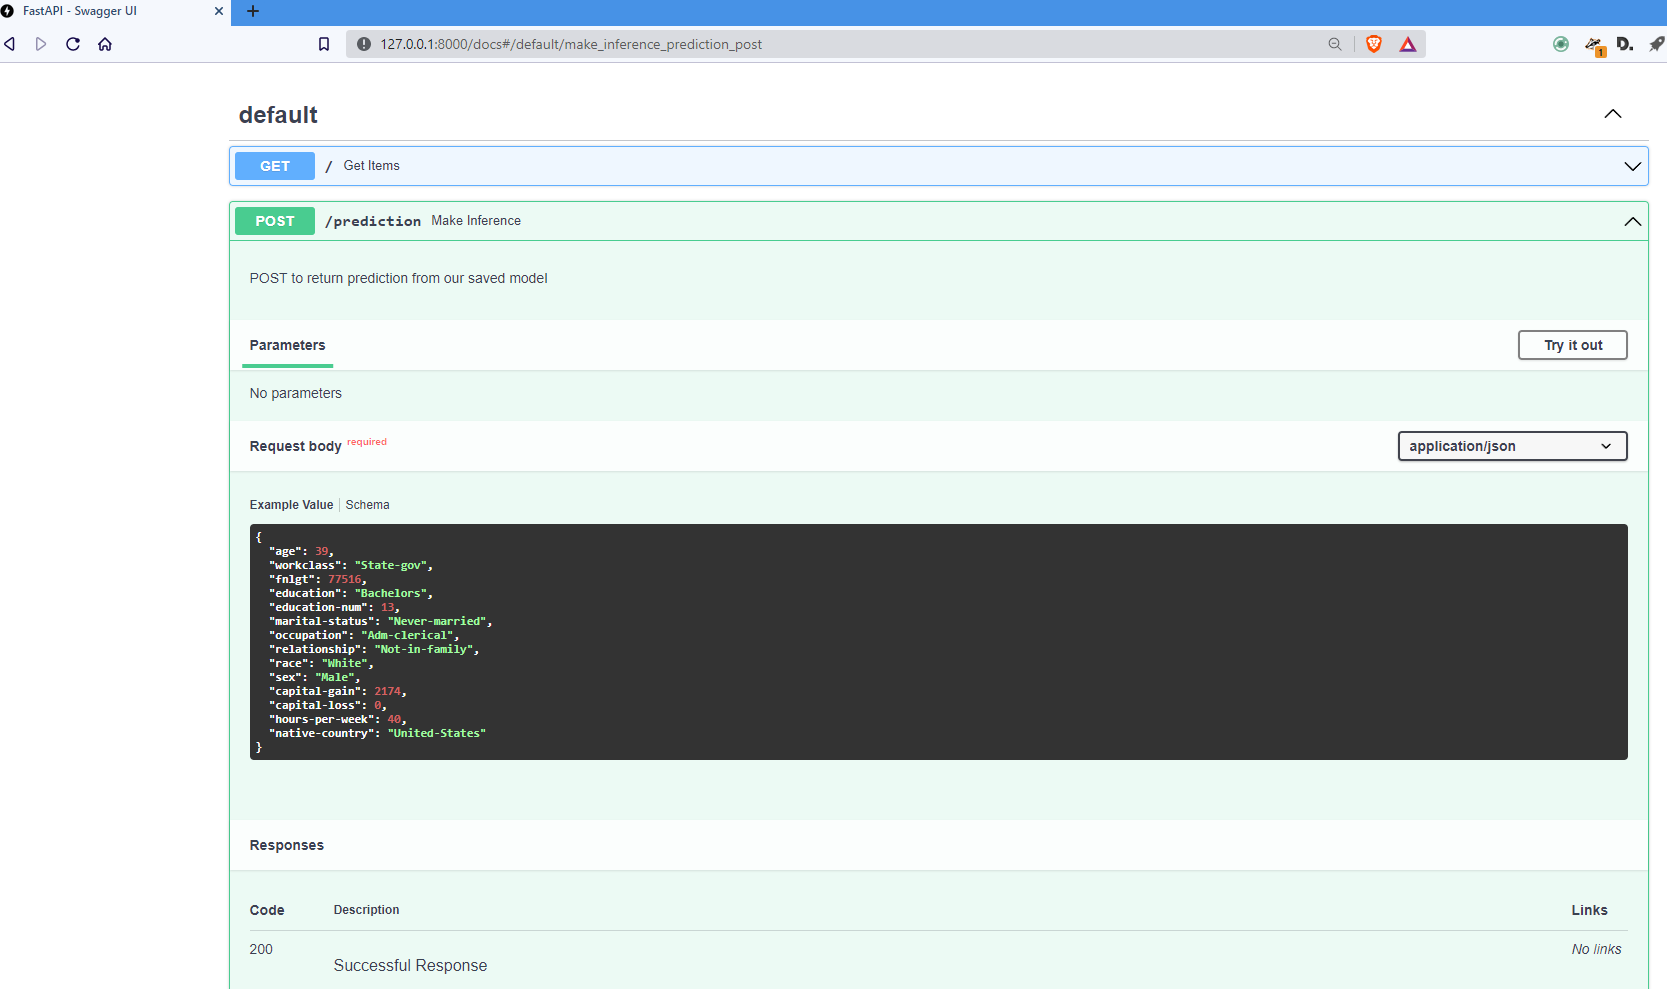 FastAPI - Swagger UI
127.0.0.1:8000/docs#/default/make_inference_prediction_post
1
D.
default
GET / Get Items
POST /prediction Make Inference
POST to return prediction from our saved model
Parameters
Try it out
No parameters
Request body required
application/json
Example Value Schema
{
"age": 39,
"workclass": "State-gov",
"fnlgt": 77516,
"education": "Bachelors",
"education-num": 13,
"marital-status": "Never-married",
"occupation": "Adm-clerical",
"relationship": "Not-in-family",
"race": "White",
"sex": "Male",
"capital-gain": 2174,
"capital-loss": 0,
"hours-per-week": 40,
"native-country": "United-States"
}
Responses
Code Description Links
200 No links
Successful Response